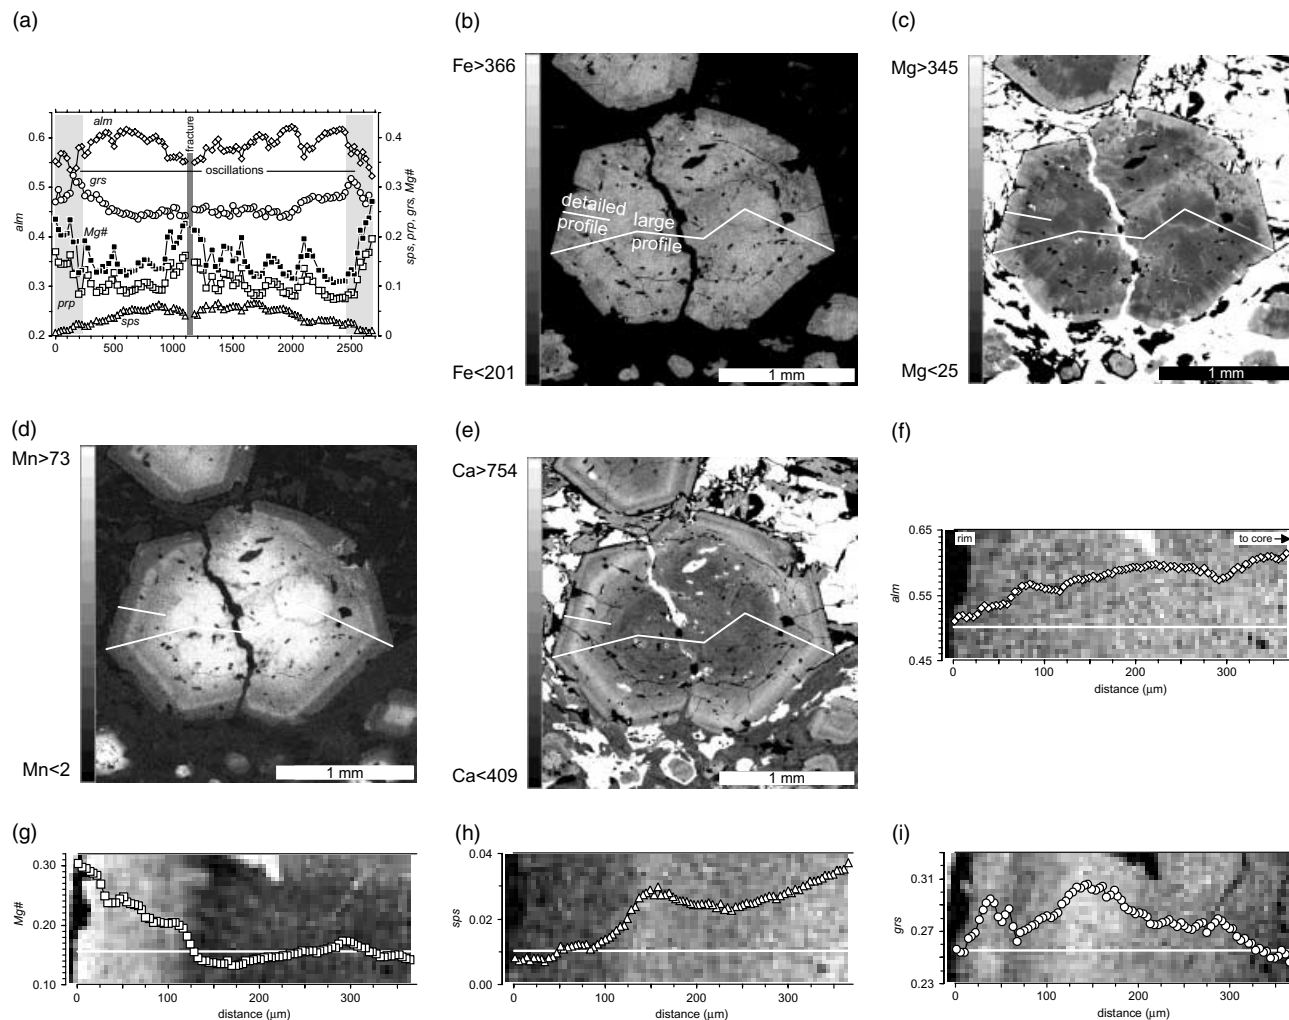 (a)
0.6
0.5
0.4
0.3
0.2
alm
0.4
0.3
0.2
0.1
0
sps, prp, grs, Mg#
alm
fracture
oscillations
grs
Mg#
prp
sps
0 500 1000 1500 2000 2500
(b)
Fe>366
Fe<201
detailed
profile
large
profile
1 mm
(c)
Mg>345
Mg<25
1 mm
(d)
Mn>73
Mn<2
1 mm
(e)
Ca>754
Ca<409
1 mm
(f)
0.65
0.55
0.45
alm
rim
to core
0 100 200 300
distance (µm)
(g)
0.30
0.20
0.10
Mg#
0 100 200 300
distance (µm)
(h)
0.04
0.02
0.00
sps
0 100 200 300
distance (µm)
(i)
0.31
0.27
0.23
grs
0 100 200 300
distance (µm)